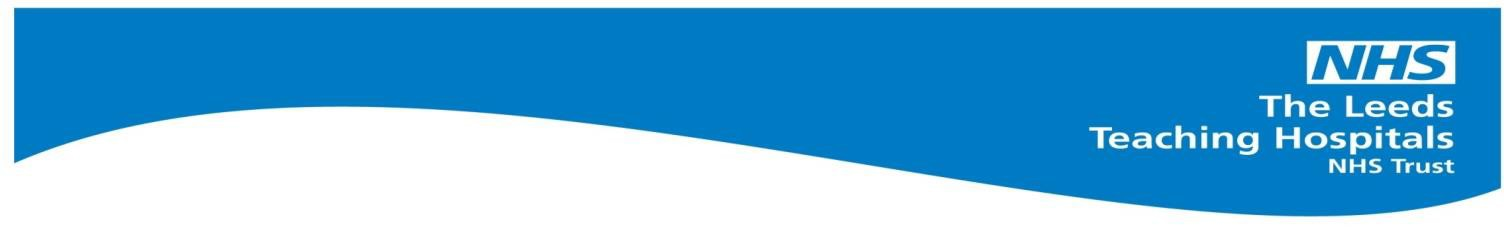 NHS
The Leeds
Teaching Hospitals
NHS Trust